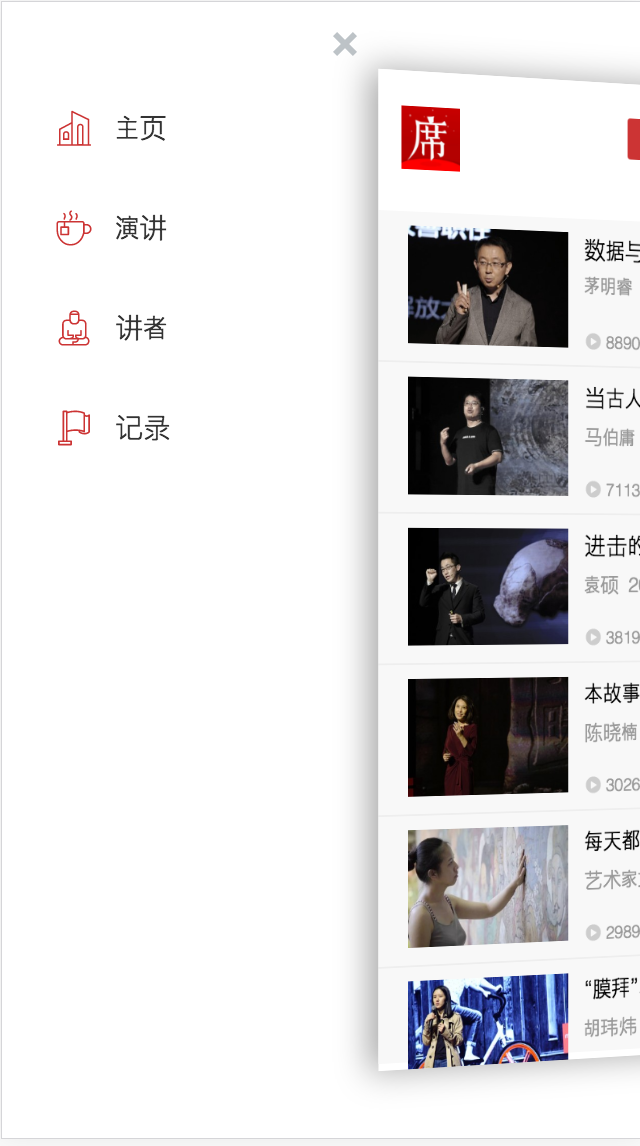 主页
演讲
讲者
记录
席
数据与
茅明睿
8890
当古人
马伯庸
7113
进击的
袁硕 20
3819
本故事
陈晓楠
3026
每天都
艺术家
2989
“膜拜”
胡玮炜